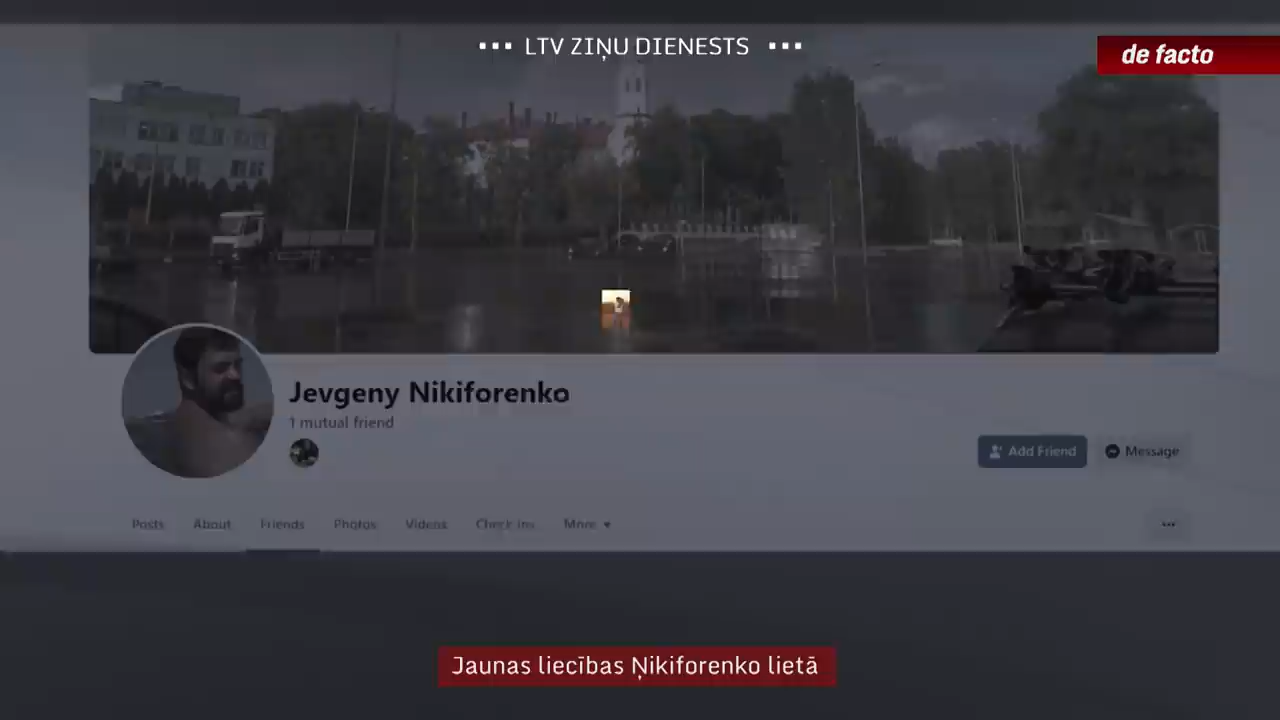 LTV ZIŅU DIENESTS
de facto
Jevgeny Nikiforenko
1 mutual friend
Add Friend
Message
Posts
About
Friends
Photos
Videos
Check-ins
More
Jaunas liecības Ņikiforenko lietā